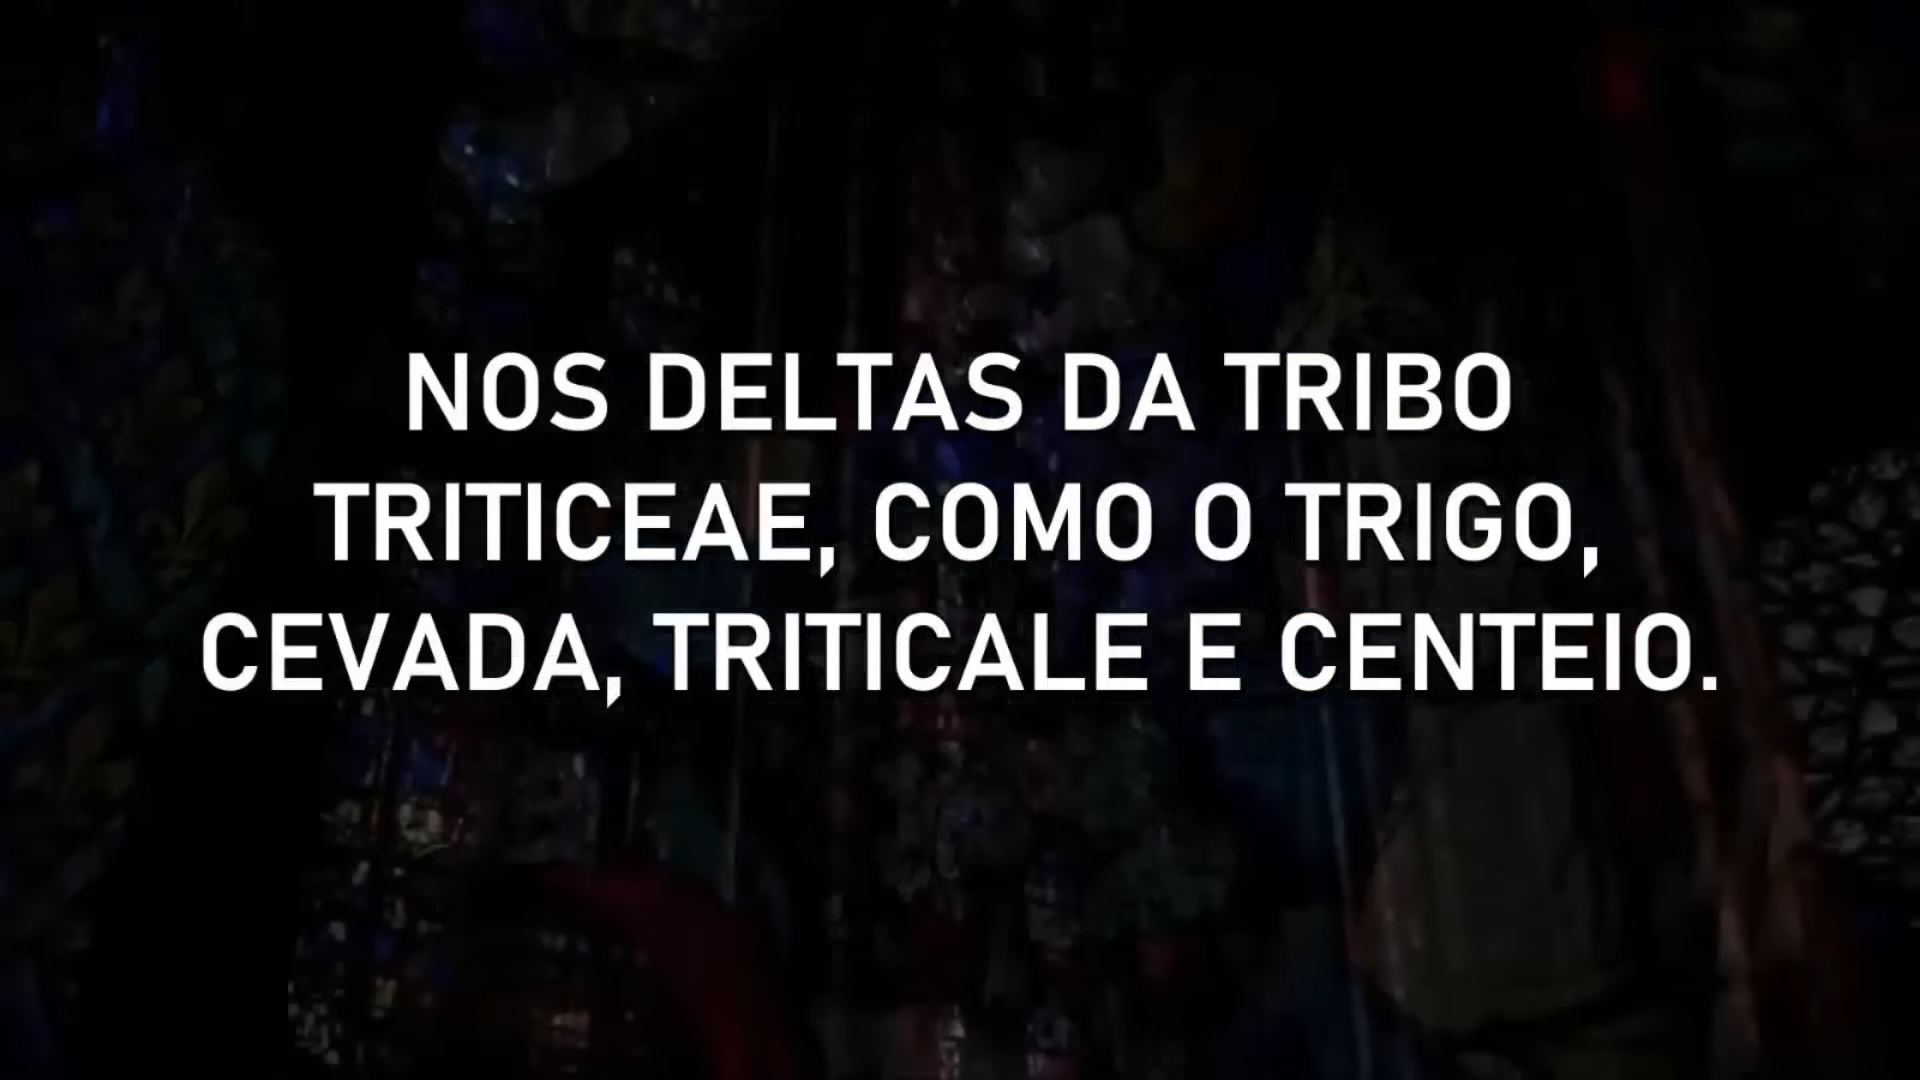 NOS DELTAS DA TRIBO
TRITICEAE, COMO O TRIGO,
CEVADA, TRITICALE E CENTEIO.